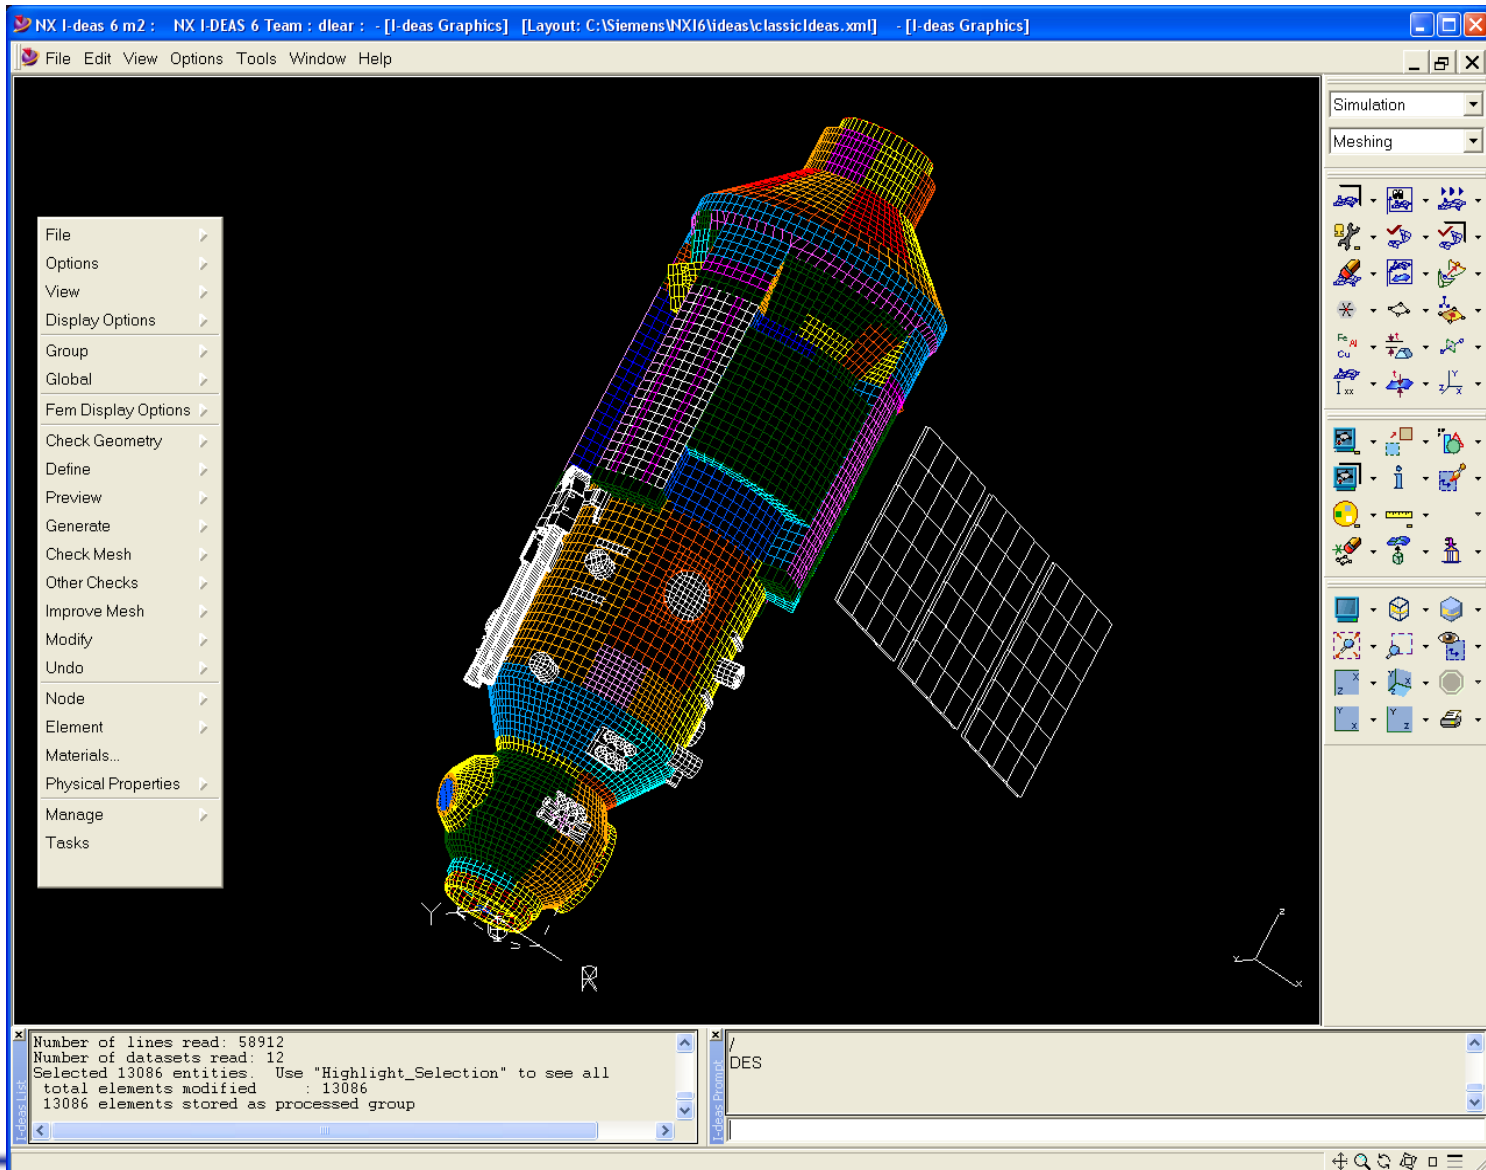 NX I-deas 6 m2 :    NX I-DEAS 6 Team : dlear :  - [I-deas Graphics]   [Layout: C:\Siemens\NXI6\ideas\classicIdeas.xml]    - [I-deas Graphics]
File Edit View Options Tools Window Help
Simulation
Meshing
File
Options
View
Display Options
Group
Global
Fem Display Options
Check Geometry
Define
Preview
Generate
Check Mesh
Other Checks
Improve Mesh
Modify
Undo
Node
Element
Materials...
Physical Properties
Manage
Tasks
Y
R
z
x
I-deas List
Number of lines read: 58912
Number of datasets read: 12
Selected 13086 entities.  Use "Highlight_Selection" to see all
total elements modified     : 13086
13086 elements stored as processed group
I-deas Prompt
/
DES